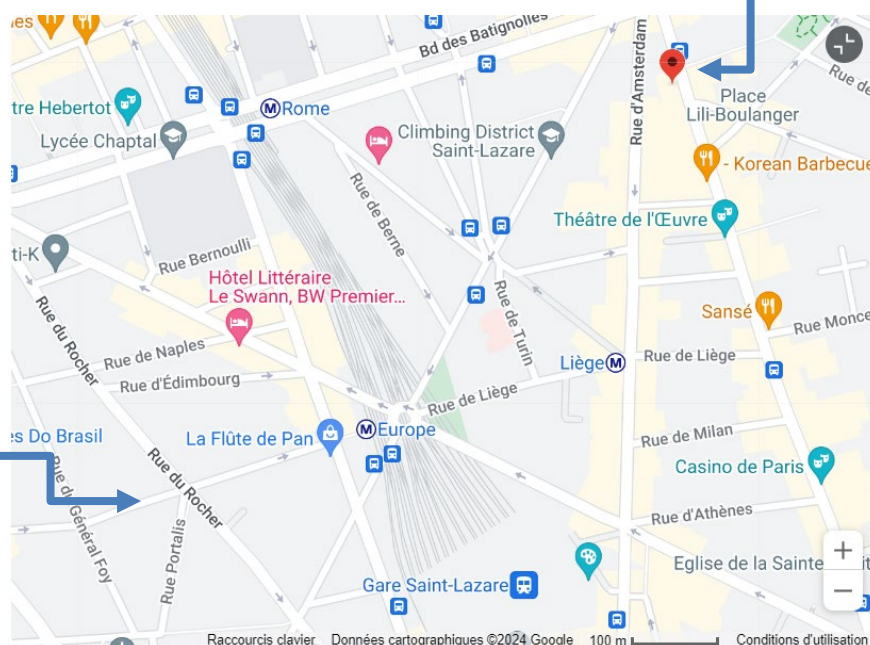 es
Bd des Batignolles
Rue d'Amsterdam
Rue de
tre Hebertot
Rome
Place
Lili-Boulanger
Lycée Chaptal
Climbing District
Saint-Lazare
- Korean Barbecue
Rue de Berne
Théâtre de l'Œuvre
ti-K
Rue Bernoulli
Hôtel Littéraire
Le Swann, BW Premier...
Rue de Turin
Sansé
Rue Monce
Rue du Rocher
Rue de Naples
Liège
Rue de Liège
Rue d'Édimbourg
Rue de Liège
es Do Brasil
La Flûte de Pan
Europe
Rue de Milan
Rue du Rocher
Casino de Paris
Rue du Général Foy
Rue Portalis
Rue d'Athènes
Eglise de la Sainte
it
Gare Saint-Lazare
Raccourcis clavier
Données cartographiques ©2024 Google
100 m
Conditions d'utilisation